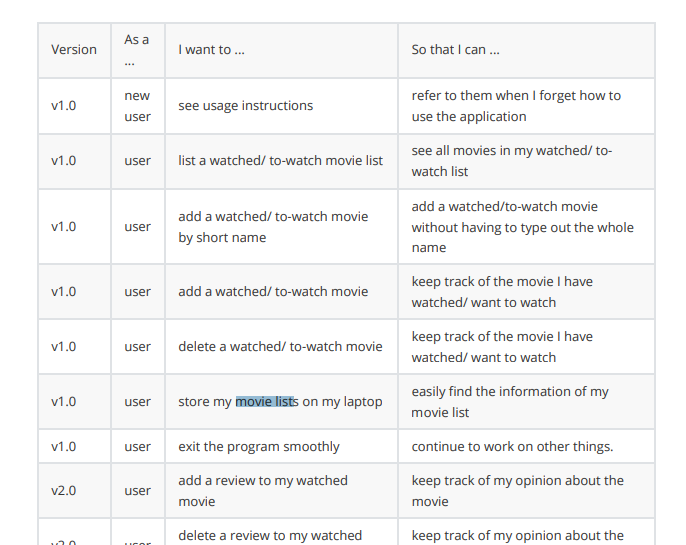 Version As a ... I want to ... So that I can ...
v1.0 new user see usage instructions refer to them when I forget how to use the application
v1.0 user list a watched/ to-watch movie list see all movies in my watched/ to-watch list
v1.0 user add a watched/ to-watch movie by short name add a watched/to-watch movie without having to type out the whole name
v1.0 user add a watched/ to-watch movie keep track of the movie I have watched/ want to watch
v1.0 user delete a watched/ to-watch movie keep track of the movie I have watched/ want to watch
v1.0 user store my movie lists on my laptop easily find the information of my movie list
v1.0 user exit the program smoothly continue to work on other things.
v2.0 user add a review to my watched movie keep track of my opinion about the movie
v2.0 user delete a review to my watched keep track of my opinion about the